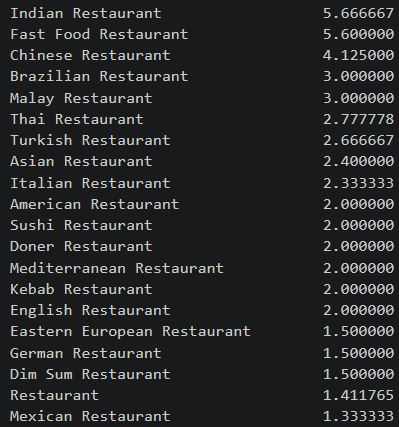 Indian Restaurant 5.666667
Fast Food Restaurant 5.600000
Chinese Restaurant 4.125000
Brazilian Restaurant 3.000000
Malay Restaurant 3.000000
Thai Restaurant 2.777778
Turkish Restaurant 2.666667
Asian Restaurant 2.400000
Italian Restaurant 2.333333
American Restaurant 2.000000
Sushi Restaurant 2.000000
Doner Restaurant 2.000000
Mediterranean Restaurant 2.000000
Kebab Restaurant 2.000000
English Restaurant 2.000000
Eastern European Restaurant 1.500000
German Restaurant 1.500000
Dim Sum Restaurant 1.500000
Restaurant 1.411765
Mexican Restaurant 1.333333